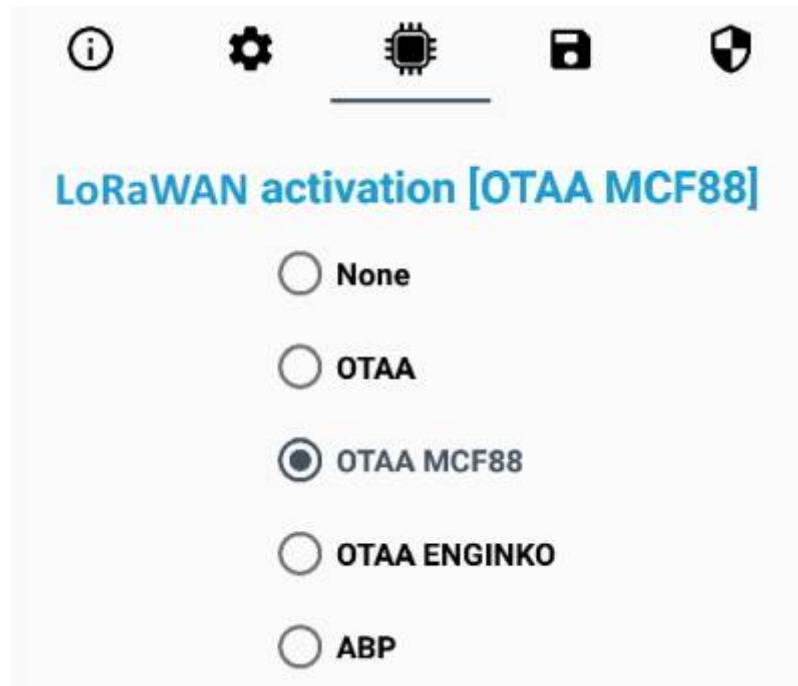 LoRaWAN activation [OTAA MCF88]
None
OTAA
OTAA MCF88
OTAA ENGINKO
ABP